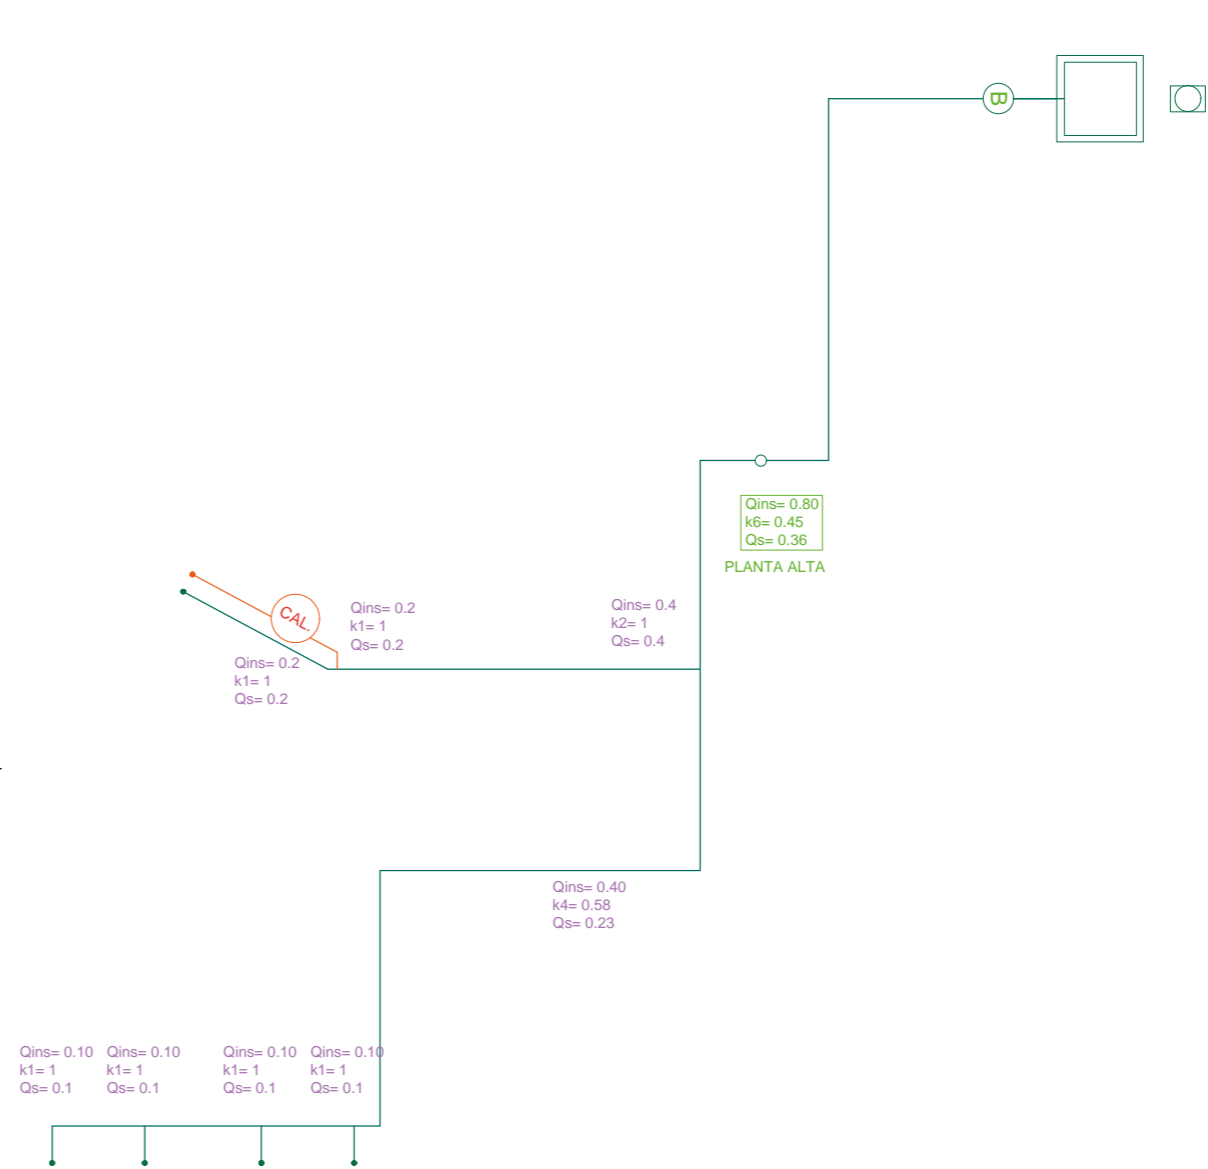 B
Qins= 0.80
k6= 0.45
Qs= 0.36
PLANTA ALTA
CAL.
Qins= 0.2
k1= 1
Qs= 0.2
Qins= 0.4
k2= 1
Qs= 0.4
Qins= 0.2
k1= 1
Qs= 0.2
Qins= 0.40
k4= 0.58
Qs= 0.23
Qins= 0.10
k1= 1
Qs= 0.1
Qins= 0.10
k1= 1
Qs= 0.1
Qins= 0.10
k1= 1
Qs= 0.1
Qins= 0.10
k1= 1
Qs= 0.1